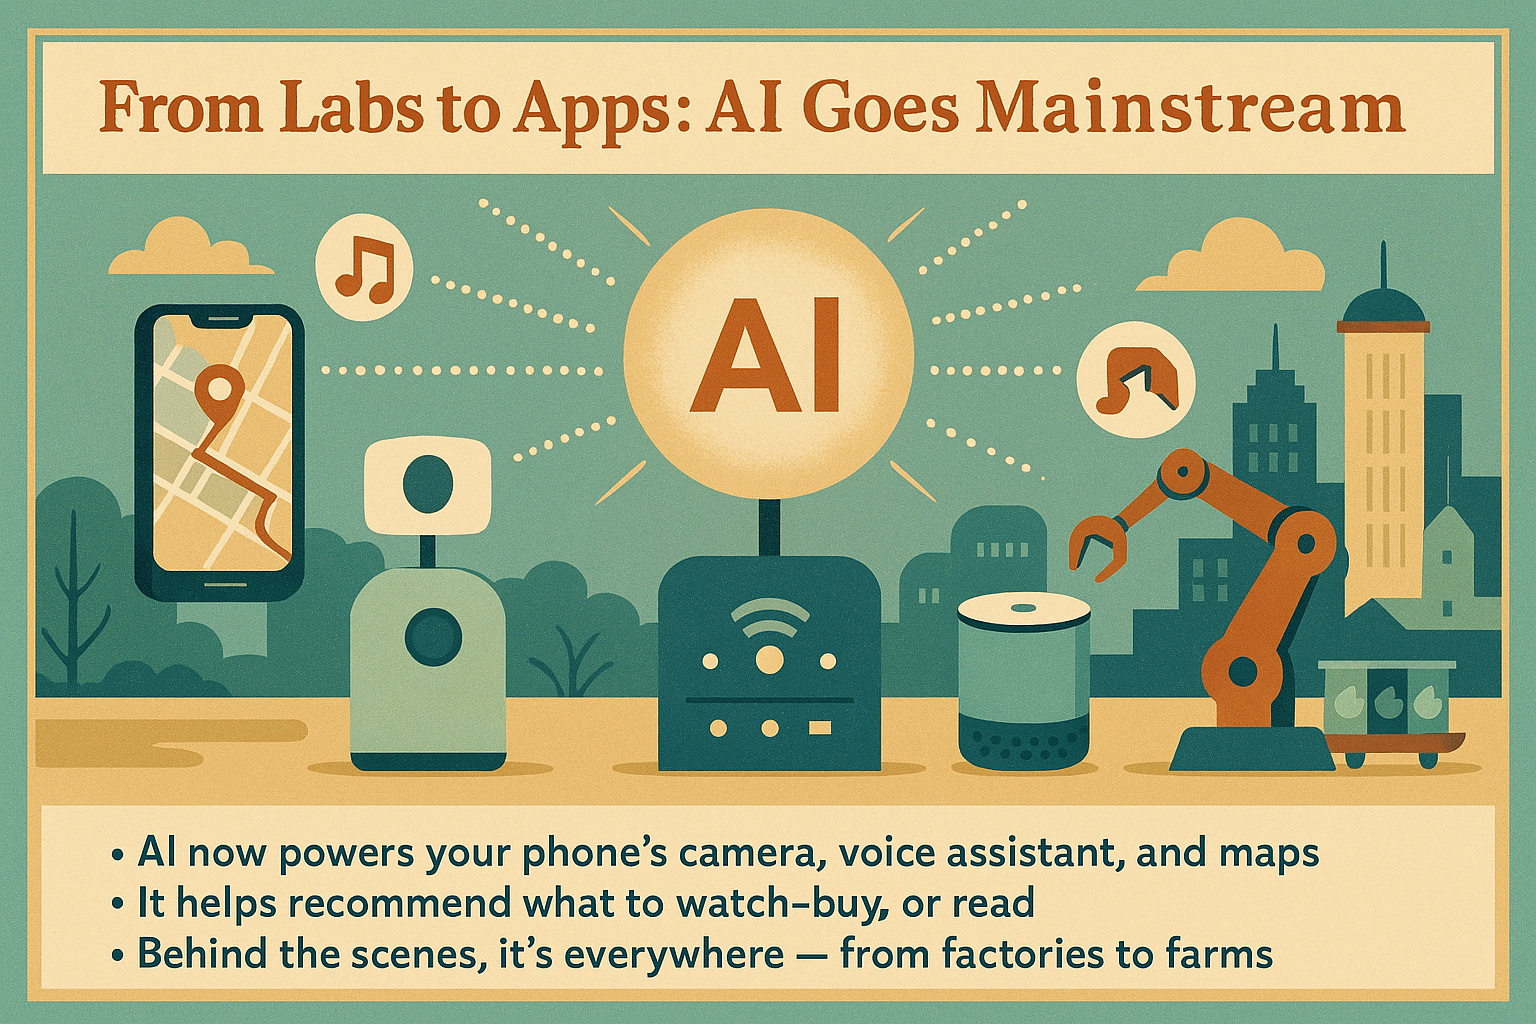 From Labs to Apps: AI Goes Mainstream
AI
• AI now powers your phone's camera, voice assistant, and maps
• It helps recommend what to watch–buy, or read
• Behind the scenes, it's everywhere — from factories to farms